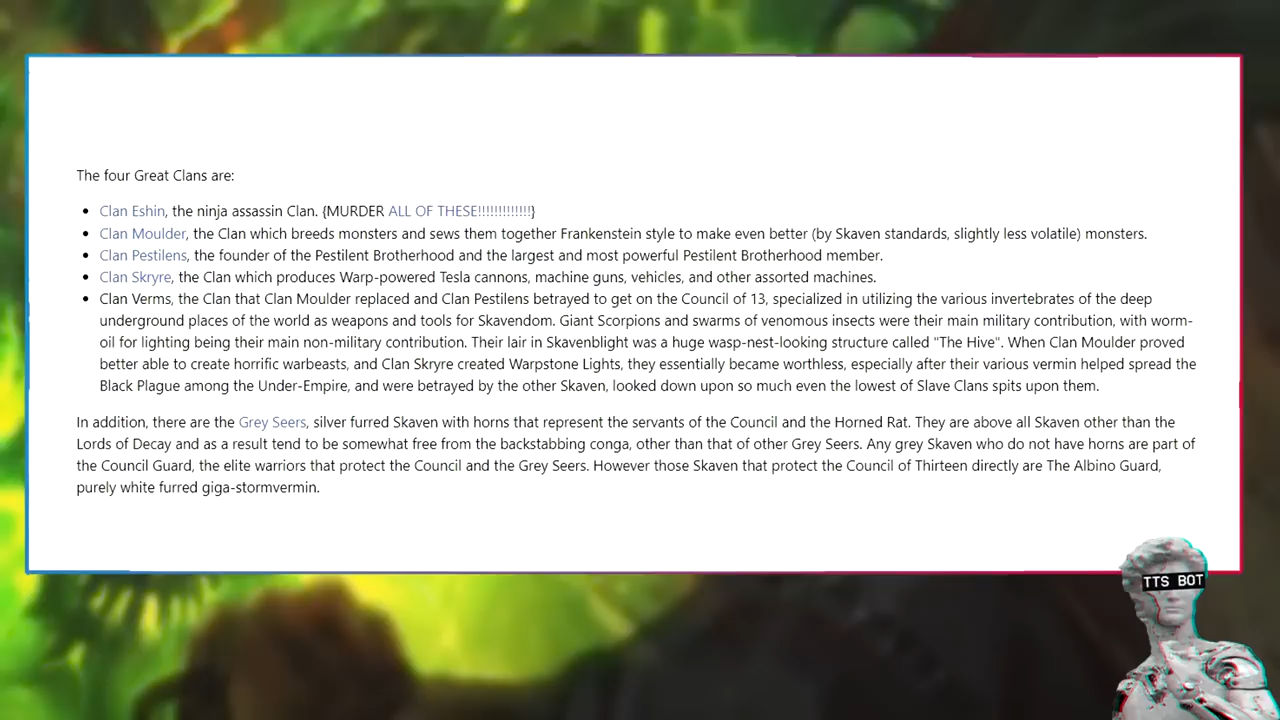 The four Great Clans are:
• Clan Eshin, the ninja assassin Clan. {MURDER ALL OF THESE!!!!!!!!!!!!!}
• Clan Moulder, the Clan which breeds monsters and sews them together Frankenstein style to make even better (by Skaven standards, slightly less volatile) monsters.
• Clan Pestilens, the founder of the Pestilent Brotherhood and the largest and most powerful Pestilent Brotherhood member.
• Clan Skryre, the Clan which produces Warp-powered Tesla cannons, machine guns, vehicles, and other assorted machines.
• Clan Verms, the Clan that Clan Moulder replaced and Clan Pestilens betrayed to get on the Council of 13, specialized in utilizing the various invertebrates of the deep
underground places of the world as weapons and tools for Skavendom. Giant Scorpions and swarms of venomous insects were their main military contribution, with worm-
oil for lighting being their main non-military contribution. Their lair in Skavenblight was a huge wasp-nest-looking structure called "The Hive". When Clan Moulder proved
better able to create horrific warbeasts, and Clan Skryre created Warpstone Lights, they essentially became worthless, especially after their various vermin helped spread the
Black Plague among the Under-Empire, and were betrayed by the other Skaven, looked down upon so much even the lowest of Slave Clans spits upon them.
In addition, there are the Grey Seers, silver furred Skaven with horns that represent the servants of the Council and the Horned Rat. They are above all Skaven other than the
Lords of Decay and as a result tend to be somewhat free from the backstabbing conga, other than that of other Grey Seers. Any grey Skaven who do not have horns are part of
the Council Guard, the elite warriors that protect the Council and the Grey Seers. However those Skaven that protect the Council of Thirteen directly are The Albino Guard,
purely white furred giga-stormvermin.
TTS BOT